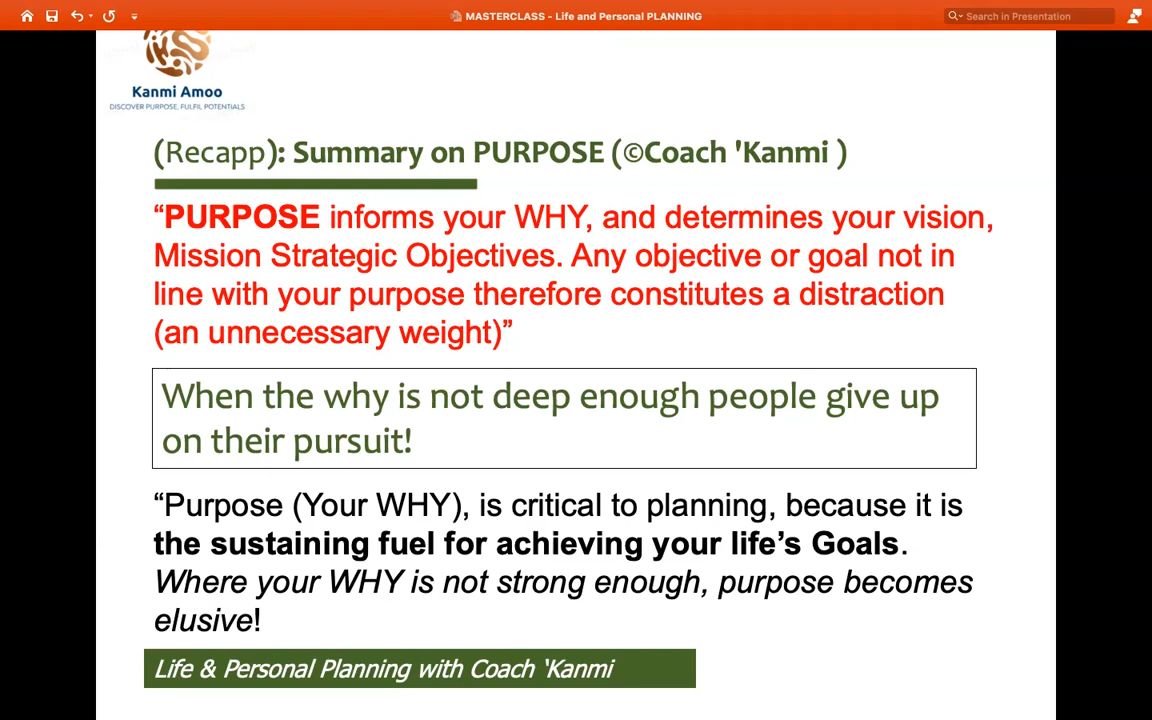 MASTERCLASS - Life and Personal PLANNING
Search in Presentation
Kanmi Amoo
DISCOVER PURPOSE, FULFIL POTENTIALS
(Recapp): Summary on PURPOSE (©Coach 'Kanmi )
“PURPOSE informs your WHY, and determines your vision,
Mission Strategic Objectives. Any objective or goal not in
line with your purpose therefore constitutes a distraction
(an unnecessary weight)”
When the why is not deep enough people give up
on their pursuit!
“Purpose (Your WHY), is critical to planning, because it is
the sustaining fuel for achieving your life’s Goals.
Where your WHY is not strong enough, purpose becomes
elusive!
Life & Personal Planning with Coach ‘Kanmi